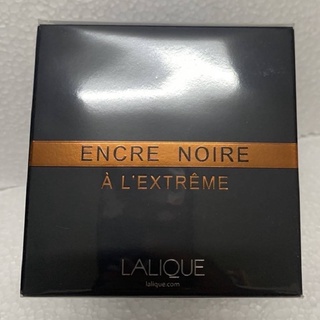 ENCRE NOIRE
À L'EXTRÊME
LALIQUE
lalique.com